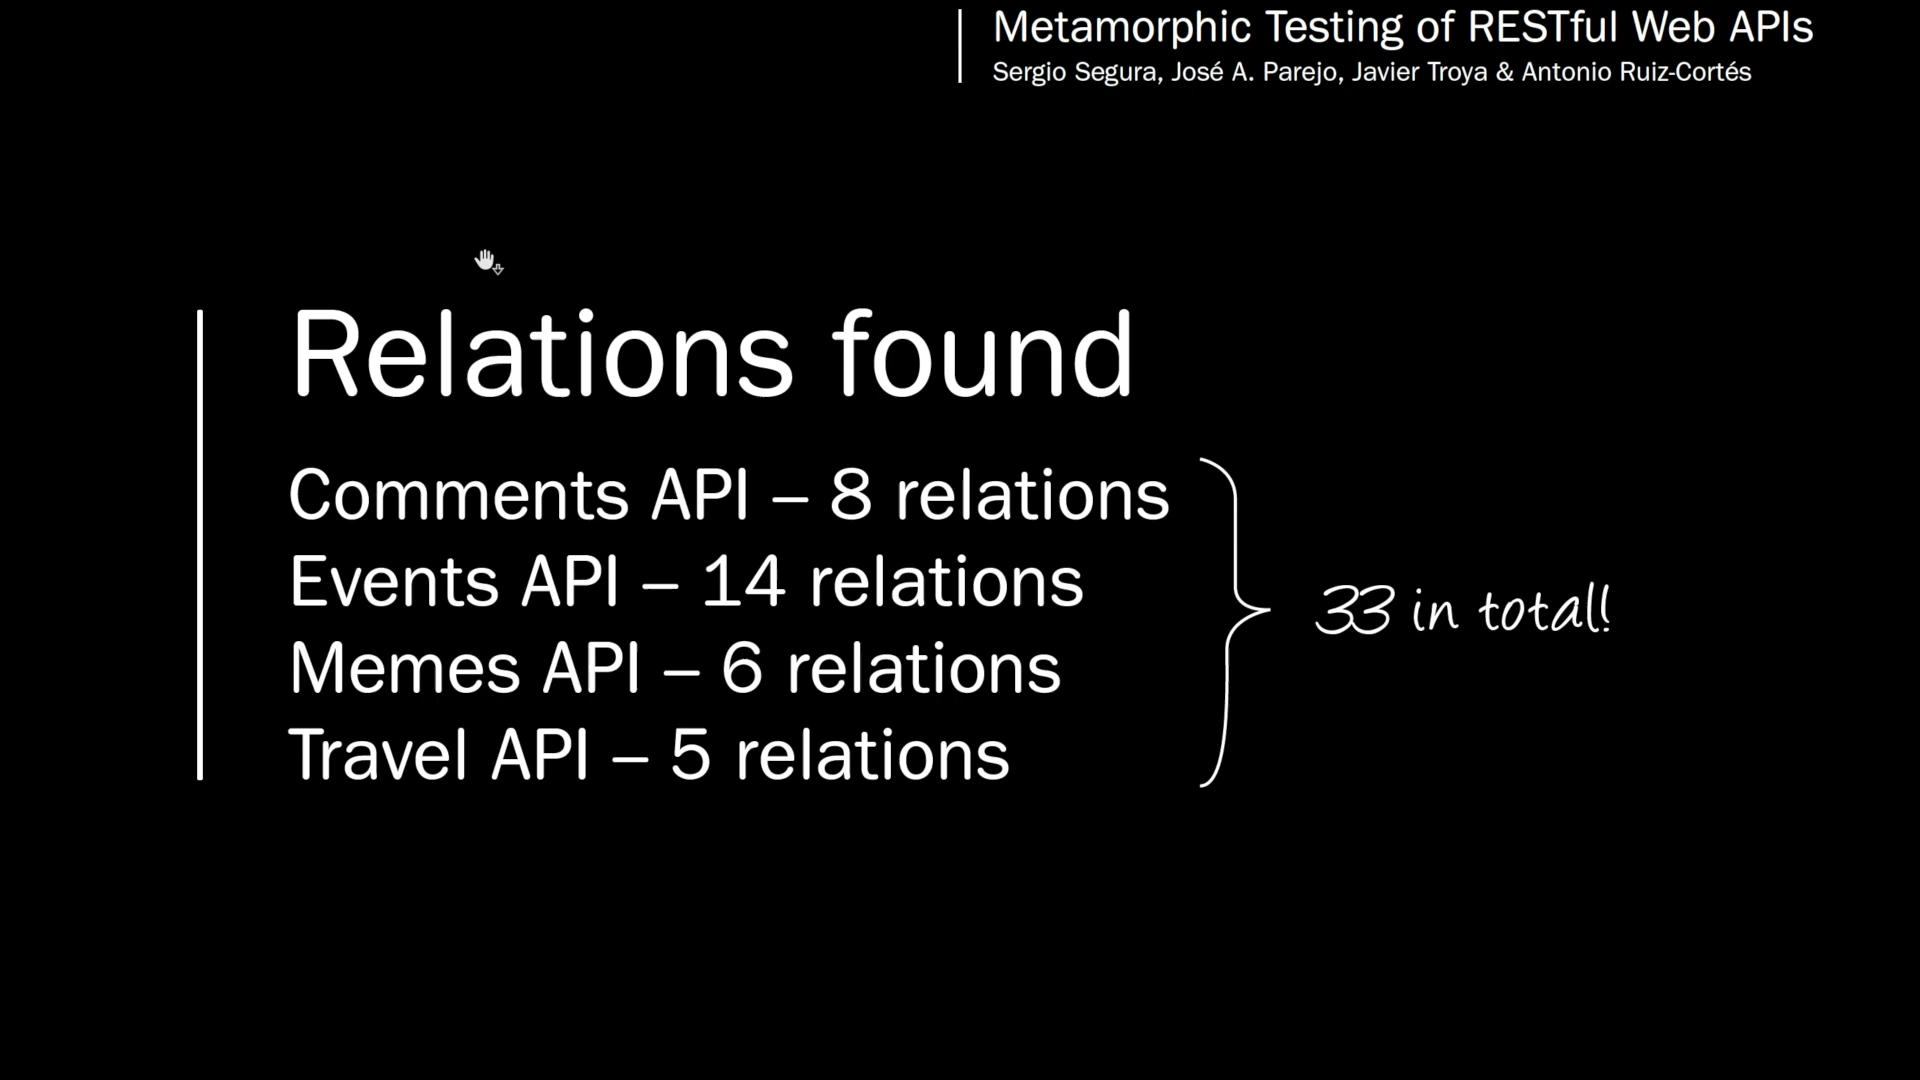 Metamorphic Testing of RESTful Web APIs
Sergio Segura, José A. Parejo, Javier Troya & Antonio Ruiz-Cortés
Relations found
Comments API – 8 relations
Events API – 14 relations
Memes API – 6 relations
Travel API – 5 relations
33 in total!